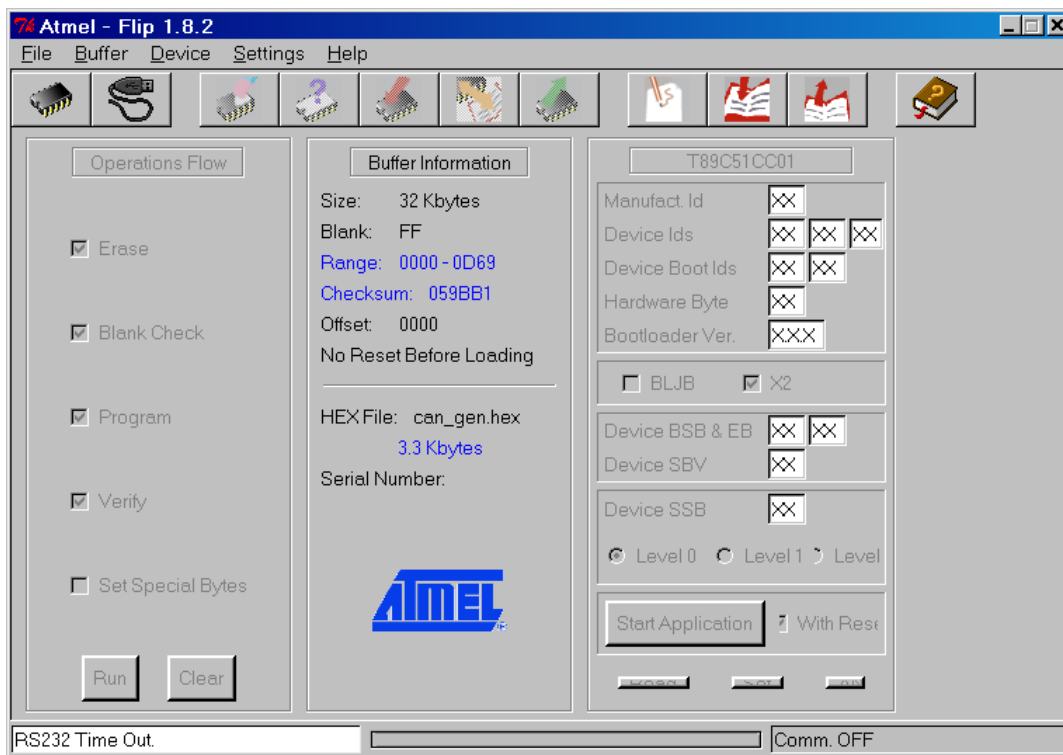 Atmel - Flip 1.8.2
File Buffer Device Settings Help
Operations Flow
Erase
Blank Check
Program
Verify
Set Special Bytes
Run Clear
Buffer Information
Size: 32 Kbytes
Blank: FF
Range: 0000 - 0D69
Checksum: 059BB1
Offset: 0000
No Reset Before Loading
HEX File: can_gen.hex
3.3 Kbytes
Serial Number:
ATMEL
T89C51CC01
Manufact. Id XX
Device Ids XX XX XX
Device Boot Ids XX XX
Hardware Byte XX
Bootloader Ver. X.X.X
BLJB X2
Device BSB & EB XX XX
Device SBV XX
Device SSB XX
Level 0 Level 1 Level
Start Application With Rese
RS232 Time Out. Comm. OFF